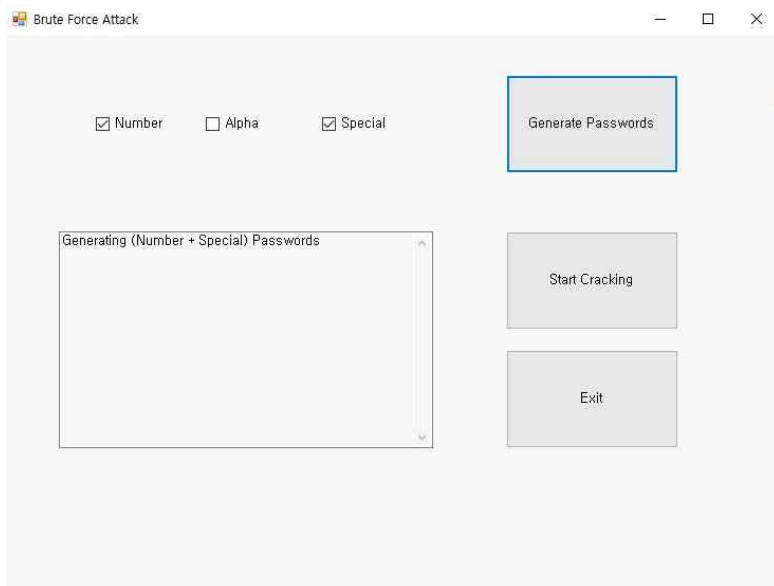 Brute Force Attack
Number Alpha Special
Generate Passwords
Generating (Number + Special) Passwords
Start Cracking
Exit